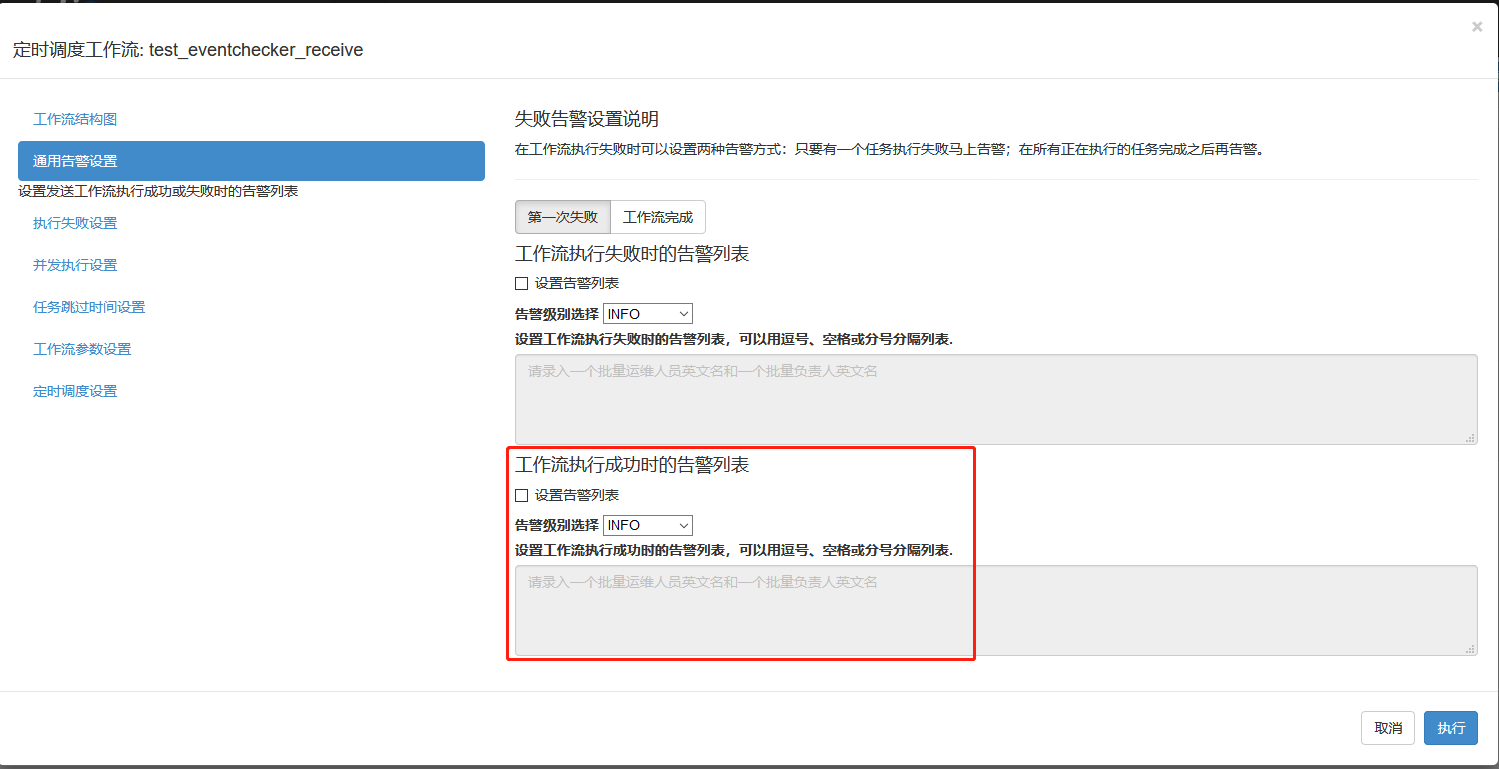 定时调度工作流: test_eventchecker_receive
×
工作流结构图
通用告警设置
设置发送工作流执行成功或失败时的告警列表
执行失败设置
并发执行设置
任务跳过时间设置
工作流参数设置
定时调度设置
失败告警设置说明
在工作流执行失败时可以设置两种告警方式：只要有一个任务执行失败马上告警；在所有正在执行的任务完成之后再告警。
第一次失败 工作流完成
工作流执行失败时的告警列表
设置告警列表
告警级别选择 INFO
设置工作流执行失败时的告警列表，可以用逗号、空格或分号分隔列表.
请录入一个批量运维人员英文名和一个批量负责人英文名
工作流执行成功时的告警列表
设置告警列表
告警级别选择 INFO
设置工作流执行成功时的告警列表，可以用逗号、空格或分号分隔列表.
请录入一个批量运维人员英文名和一个批量负责人英文名
取消 执行